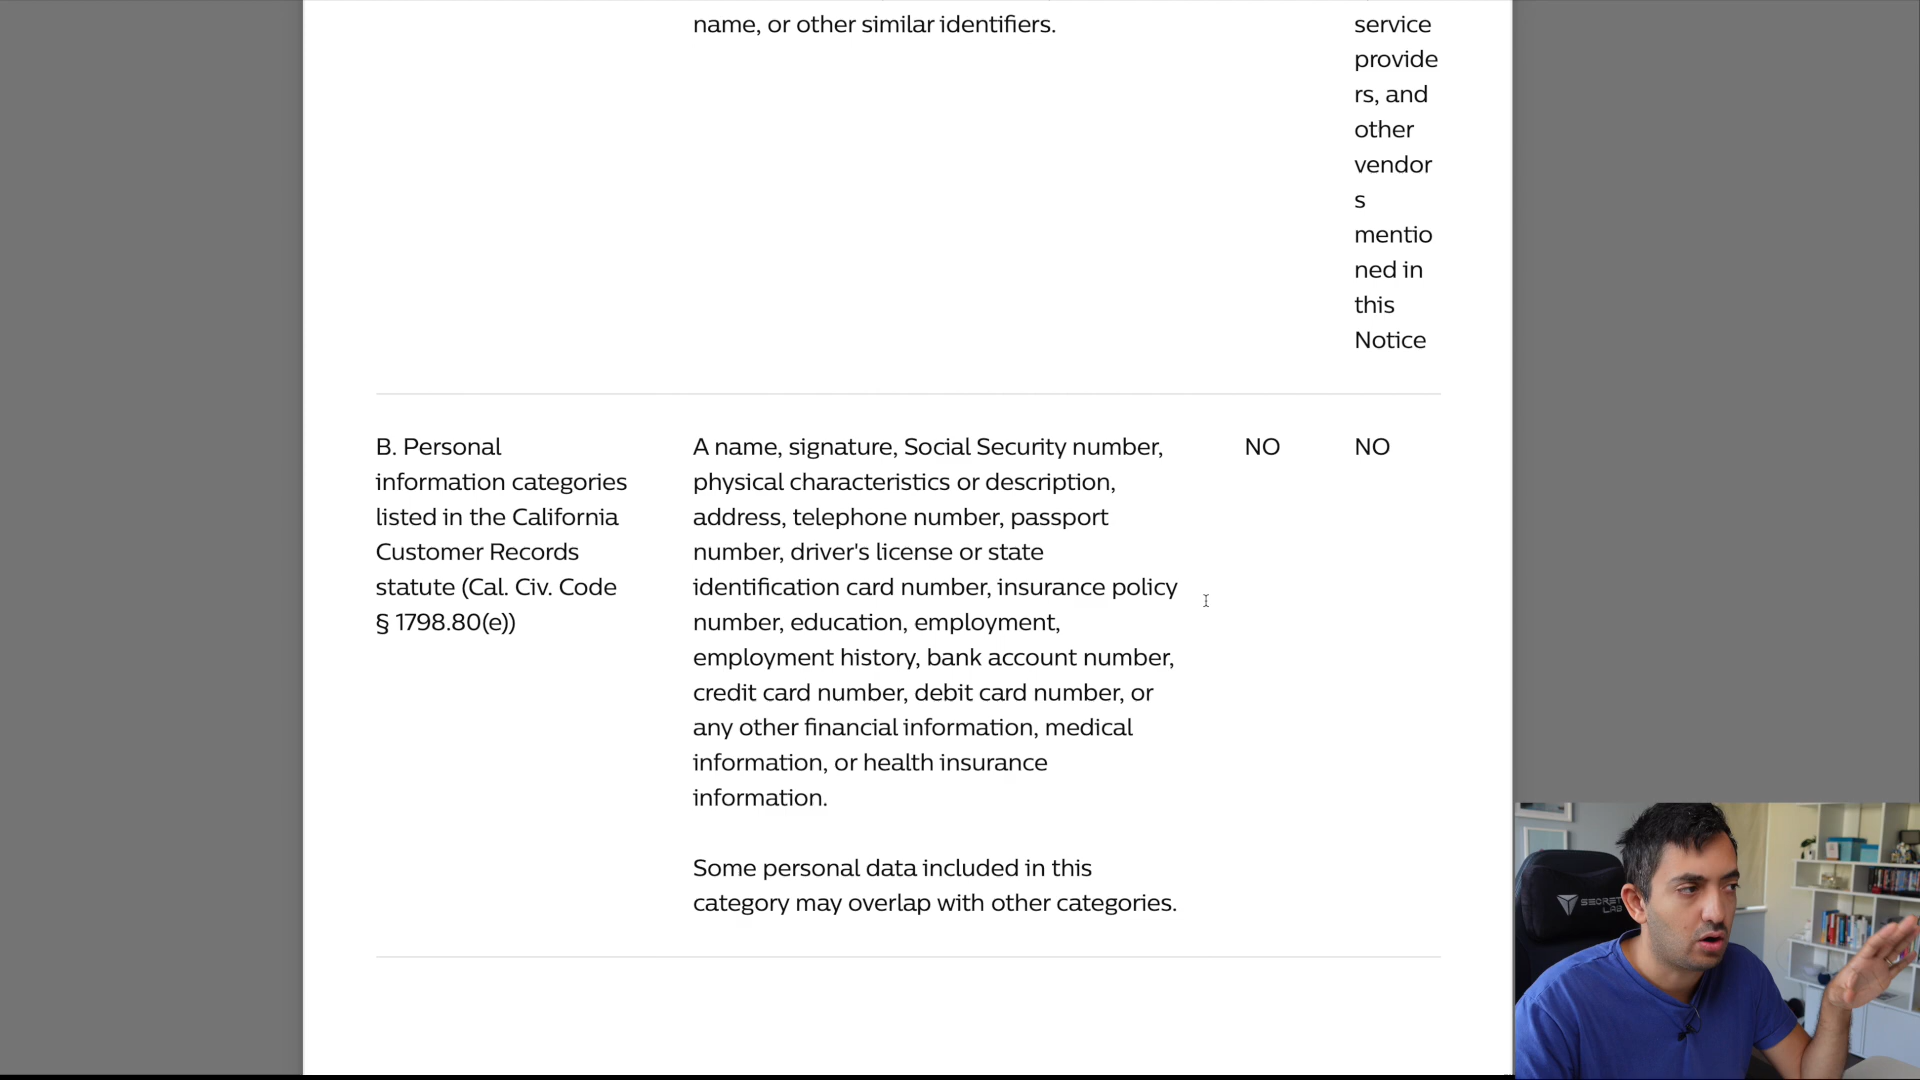 name, or other similar identifiers.
service
provide
rs, and
other
vendor
s
mentio
ned in
this
Notice
B. Personal
information categories
listed in the California
Customer Records
statute (Cal. Civ. Code
§ 1798.80(e))
A name, signature, Social Security number,
physical characteristics or description,
address, telephone number, passport
number, driver's license or state
identification card number, insurance policy
number, education, employment,
employment history, bank account number,
credit card number, debit card number, or
any other financial information, medical
information, or health insurance
information.
Some personal data included in this
category may overlap with other categories.
NO
NO
SECRET
LAB